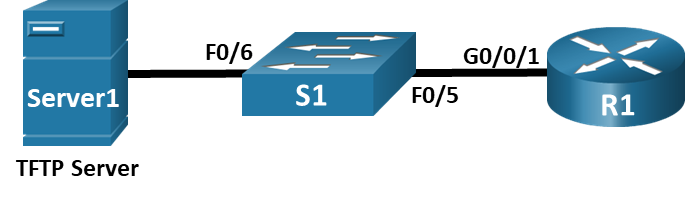 F0/6
G0/0/1
Server1
S1
F0/5
R1
TFTP Server